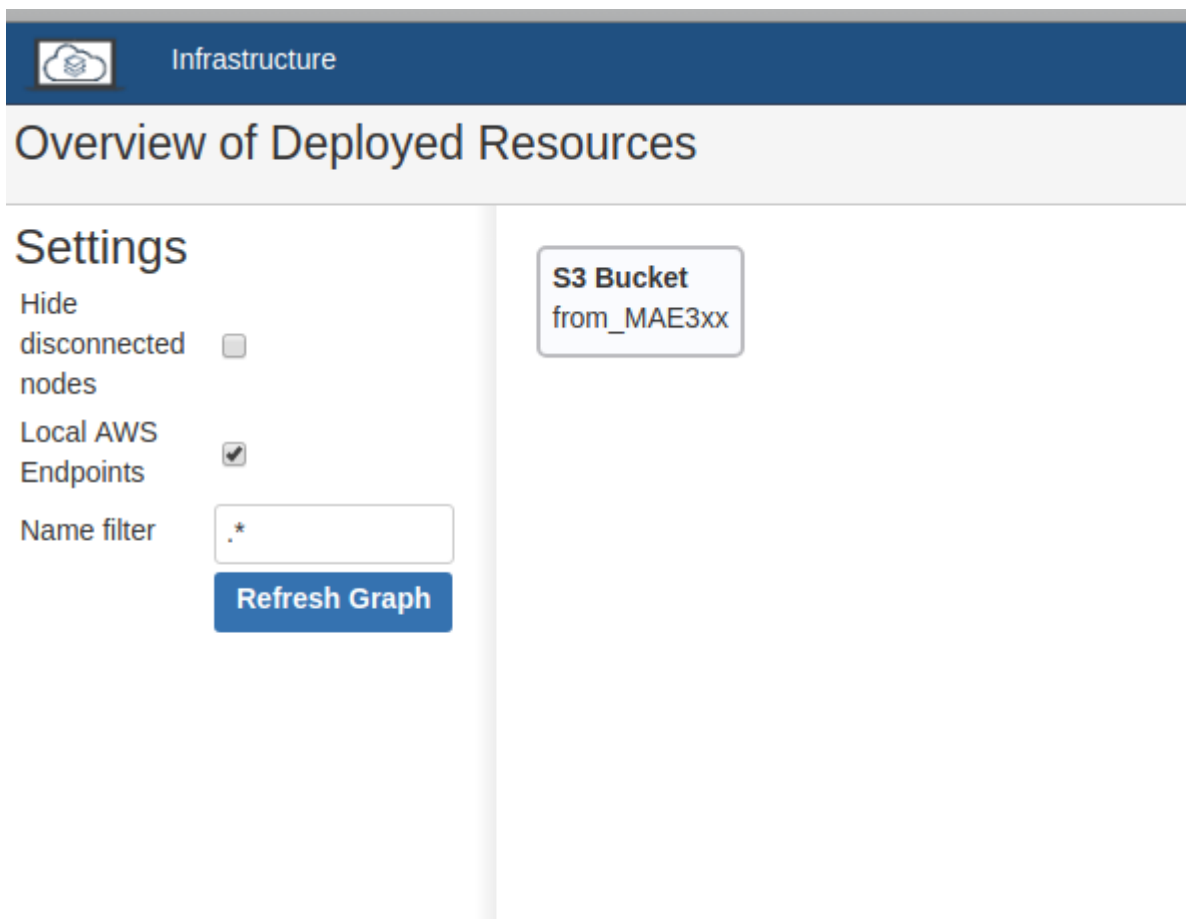 Infrastructure
Overview of Deployed Resources
Settings
Hide
disconnected
nodes
Local AWS
Endpoints
Name filter
.*
Refresh Graph
S3 Bucket
from_MAE3xx